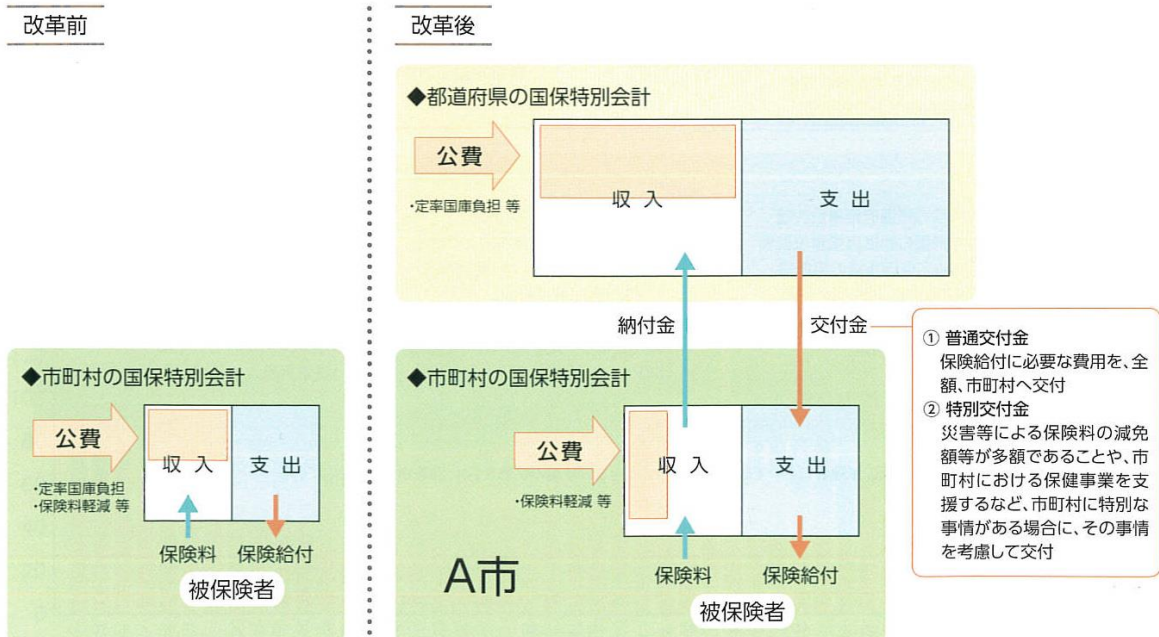 改革前
◆市町村の国保特別会計
公費
・定率国庫負担
・保険料軽減 等
収 入
支 出
保険料
保険給付
被保険者
改革後
◆都道府県の国保特別会計
公費
・定率国庫負担 等
収 入
支 出
納付金
交付金
① 普通交付金
保険給付に必要な費用を、全
額、市町村へ交付
② 特別交付金
災害等による保険料の減免
額等が多額であることや、市
町村における保健事業を支
援するなど、市町村に特別な
事情がある場合に、その事情
を考慮して交付
◆市町村の国保特別会計
公費
・保険料軽減 等
収 入
支 出
保険料
保険給付
A市
被保険者